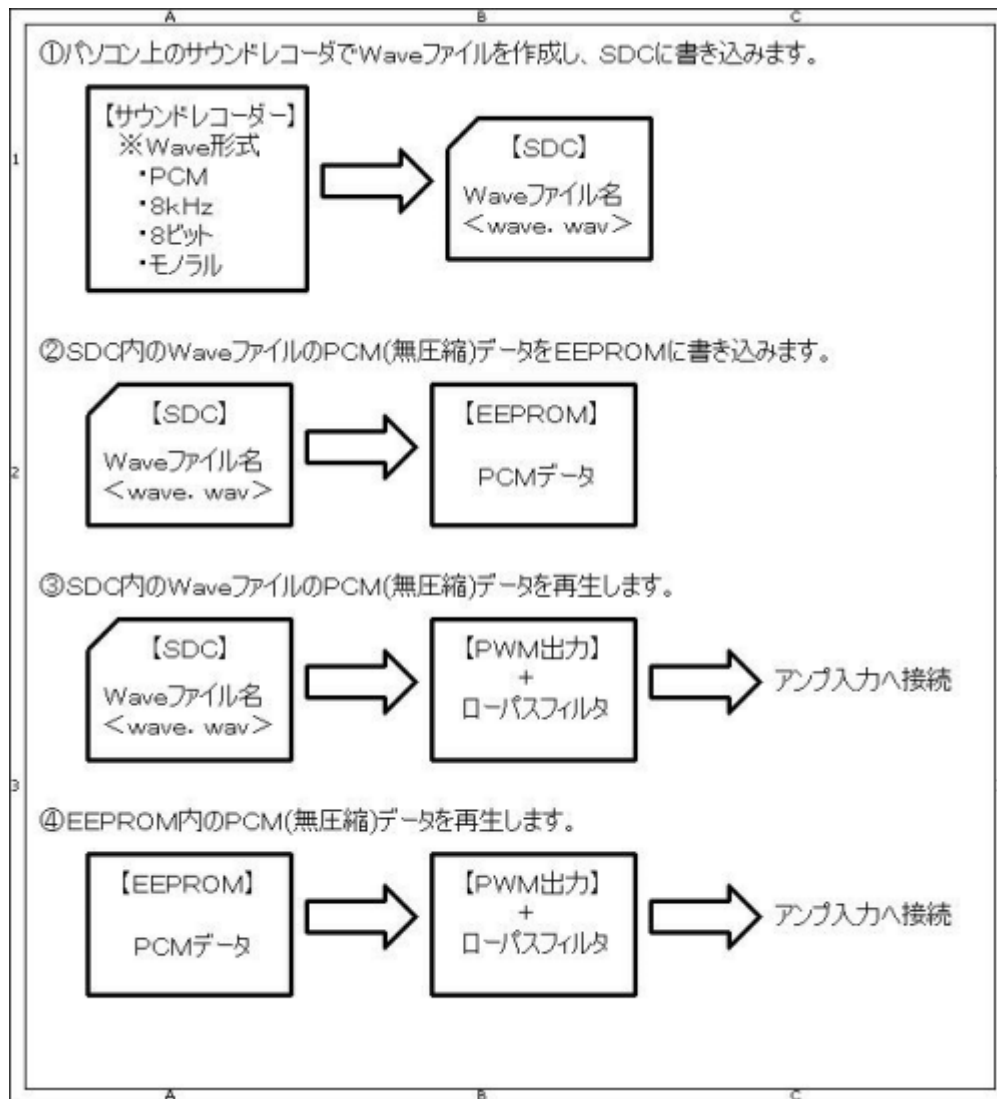 A B C
①パソコン上のサウンドレコーダでWaveファイルを作成し、SDCに書き込みます。
1
【サウンドレコーダー】
※Wave形式
・PCM
・8kHz
・8ビット
・モノラル
【SDC】
Waveファイル名
<wave．wav>
②SDC内のWaveファイルのPCM(無圧縮)データをEEPROMに書き込みます。
2
【SDC】
Waveファイル名
<wave．wav>
【EEPROM】
PCMデータ
③SDC内のWaveファイルのPCM(無圧縮)データを再生します。
【SDC】
Waveファイル名
<wave．wav>
【PWM出力】
+
ローパスフィルタ
アンプ入力へ接続
3
④EEPROM内のPCM(無圧縮)データを再生します。
【EEPROM】
PCMデータ
【PWM出力】
+
ローパスフィルタ
アンプ入力へ接続
A B C